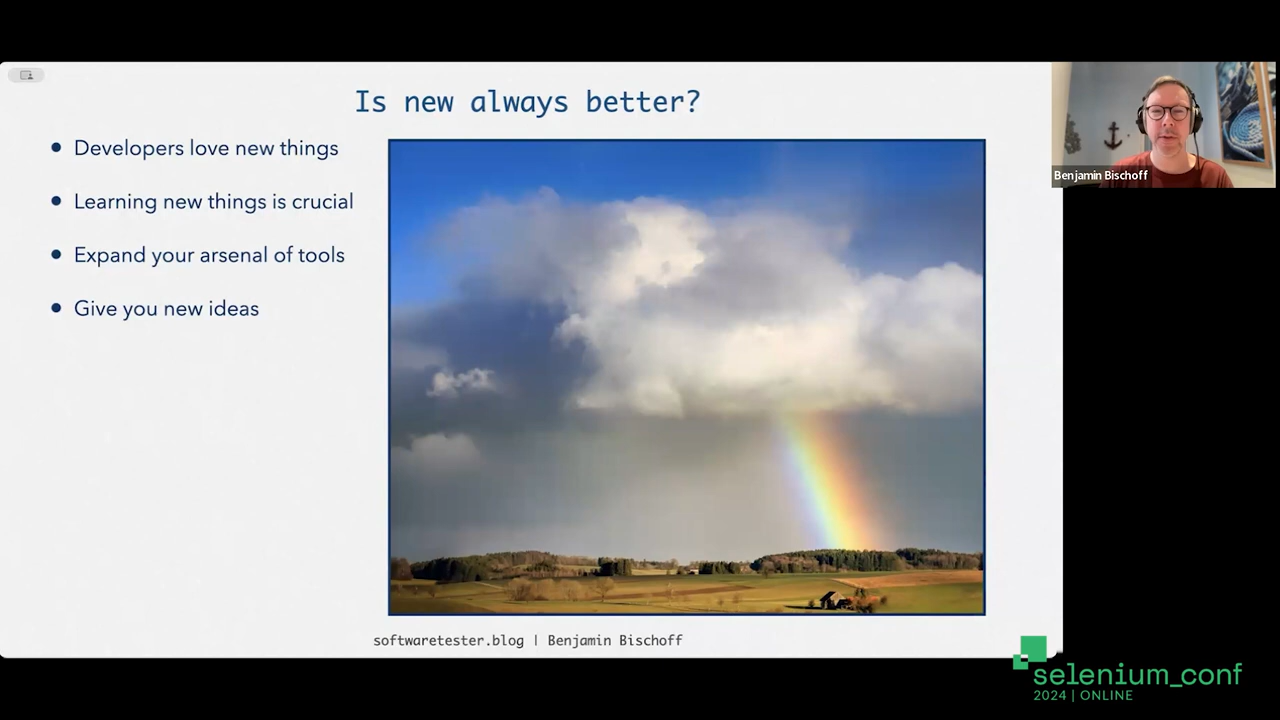 Is new always better?
Developers love new things
Learning new things is crucial
Expand your arsenal of tools
Give you new ideas
softwaretester.blog | Benjamin Bischoff
Benjamin Bischoff
selenium_conf
2024 | ONLINE